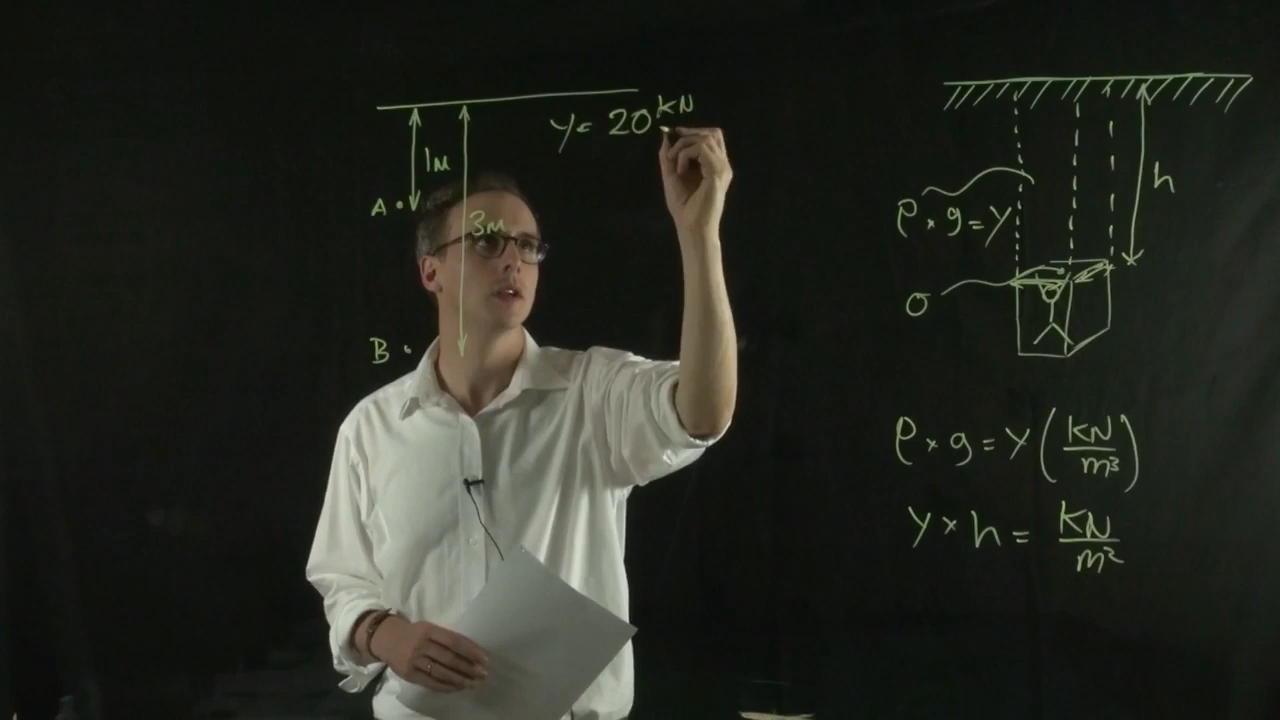 γ= 20 KN
1m
A
3m
B
h
ρ × g = γ
σ
ρ × g = γ (KN/m³)
γ × h = KN/m²